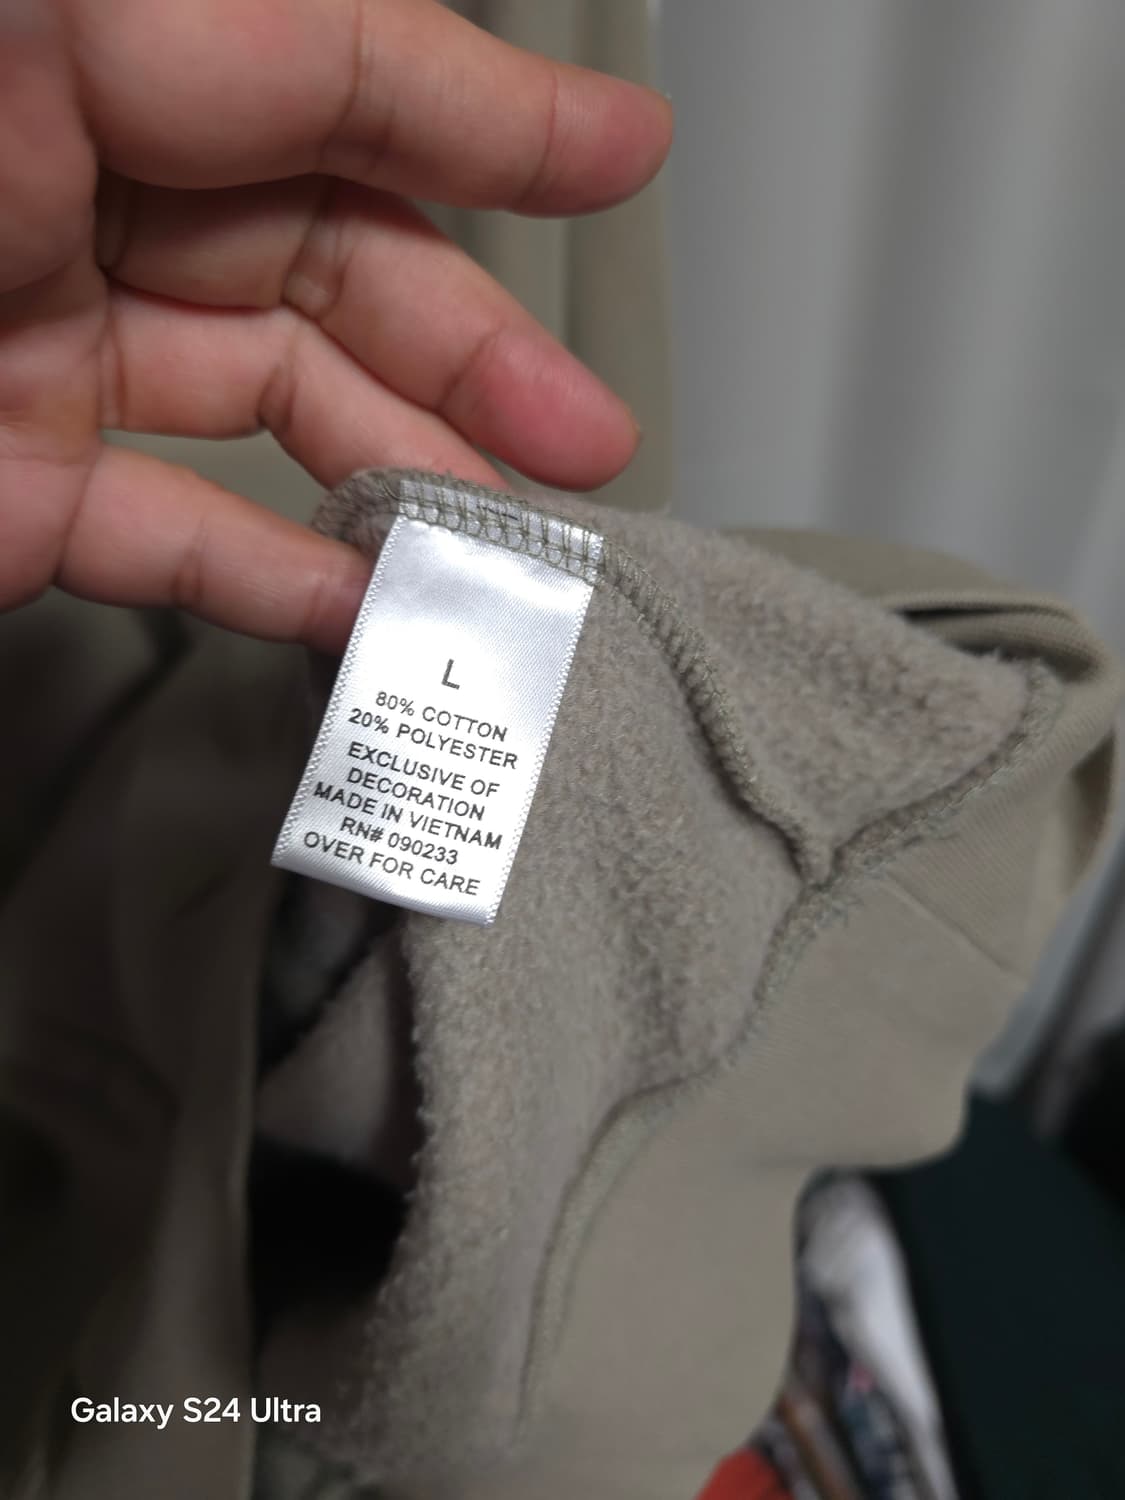 L
80% COTTON
20% POLYESTER
EXCLUSIVE OF
DECORATION
MADE IN VIETNAM
RN# 090233
OVER FOR CARE
Galaxy S24 Ultra